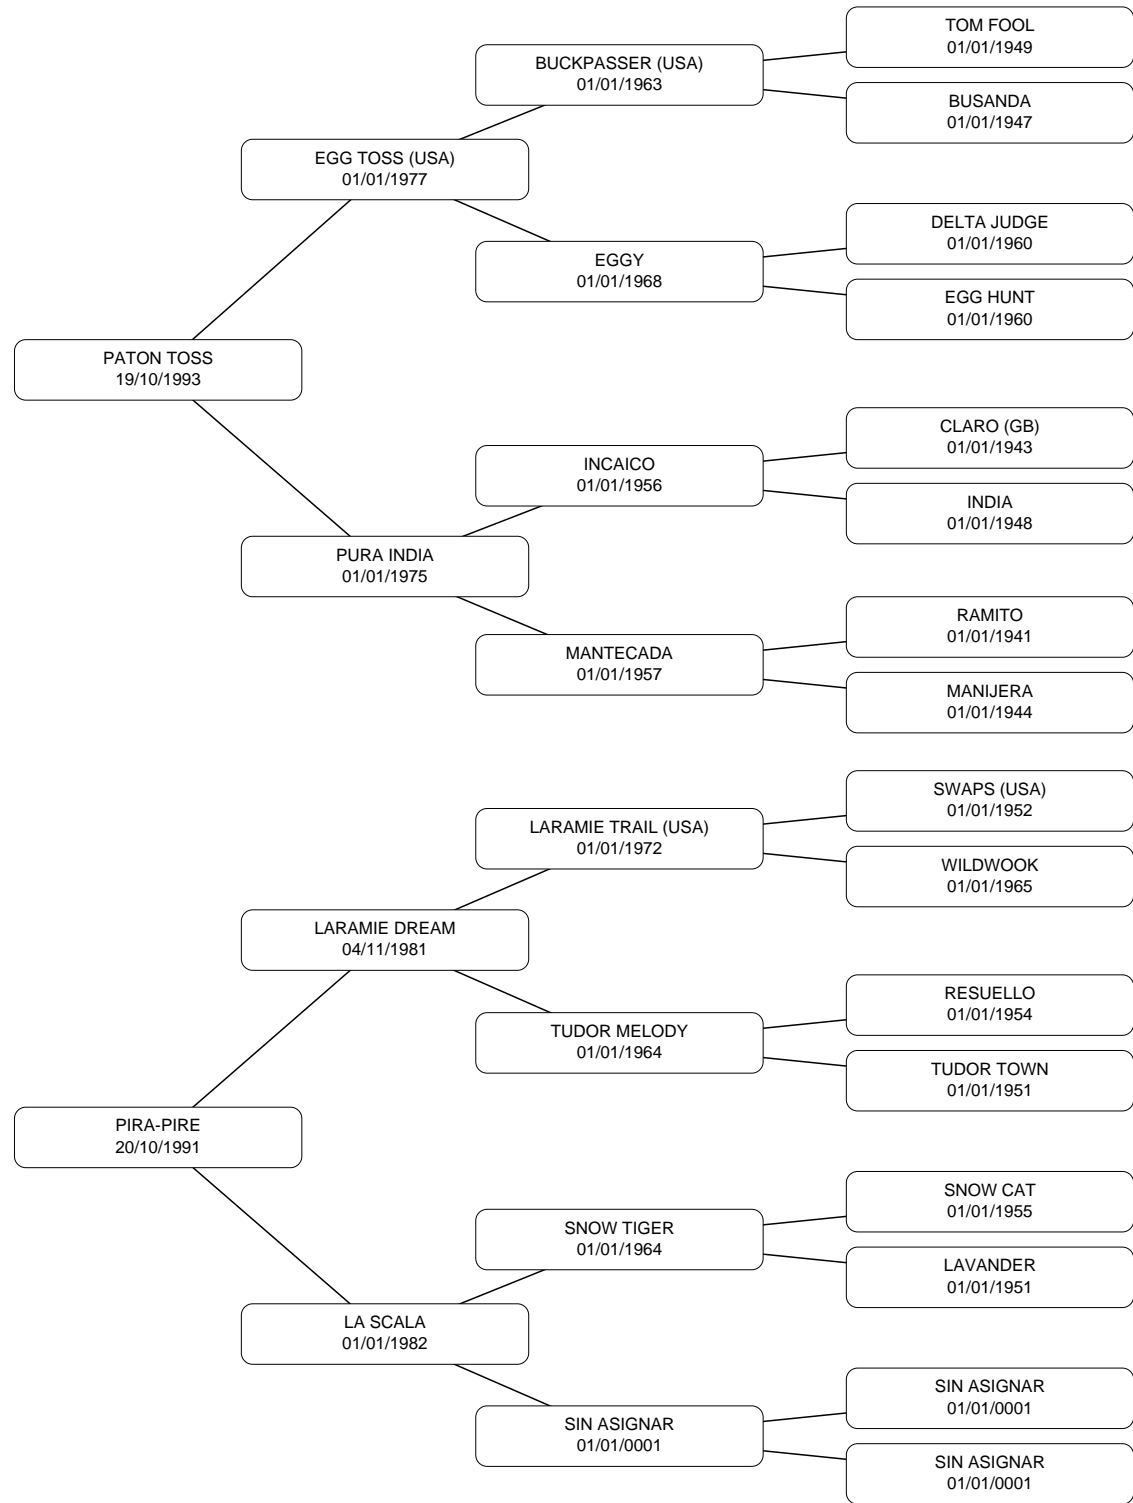 TOM FOOL
01/01/1949
BUCKPASSER (USA)
01/01/1963
BUSANDA
01/01/1947
EGG TOSS (USA)
01/01/1977
DELTA JUDGE
01/01/1960
EGGY
01/01/1968
EGG HUNT
01/01/1960
PATON TOSS
19/10/1993
CLARO (GB)
01/01/1943
INCAICO
01/01/1956
INDIA
01/01/1948
PURA INDIA
01/01/1975
RAMITO
01/01/1941
MANTECADA
01/01/1957
MANIJERA
01/01/1944
SWAPS (USA)
01/01/1952
LARAMIE TRAIL (USA)
01/01/1972
WILDWOOK
01/01/1965
LARAMIE DREAM
04/11/1981
RESUELLO
01/01/1954
TUDOR MELODY
01/01/1964
TUDOR TOWN
01/01/1951
PIRA-PIRE
20/10/1991
SNOW CAT
01/01/1955
SNOW TIGER
01/01/1964
LAVANDER
01/01/1951
LA SCALA
01/01/1982
SIN ASIGNAR
01/01/0001
SIN ASIGNAR
01/01/0001
SIN ASIGNAR
01/01/0001